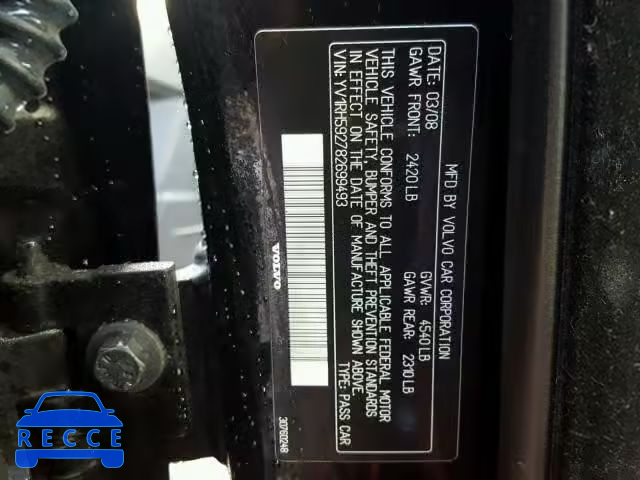 MFD BY VOLVO CAR CORPORATION
DATE: 03/08 GVWR: 4540 LB
GAWR FRONT: 2420 LB GAWR REAR: 2310 LB
THIS VEHICLE CONFORMS TO ALL APPLICABLE FEDERAL MOTOR
VEHICLE SAFETY, BUMPER AND THEFT PREVENTION STANDARDS
IN EFFECT ON THE DATE OF MANUFACTURE SHOWN ABOVE.
VIN: YV1RH592782699493 TYPE: PASS CAR
VOLVO 30760248
RECCE